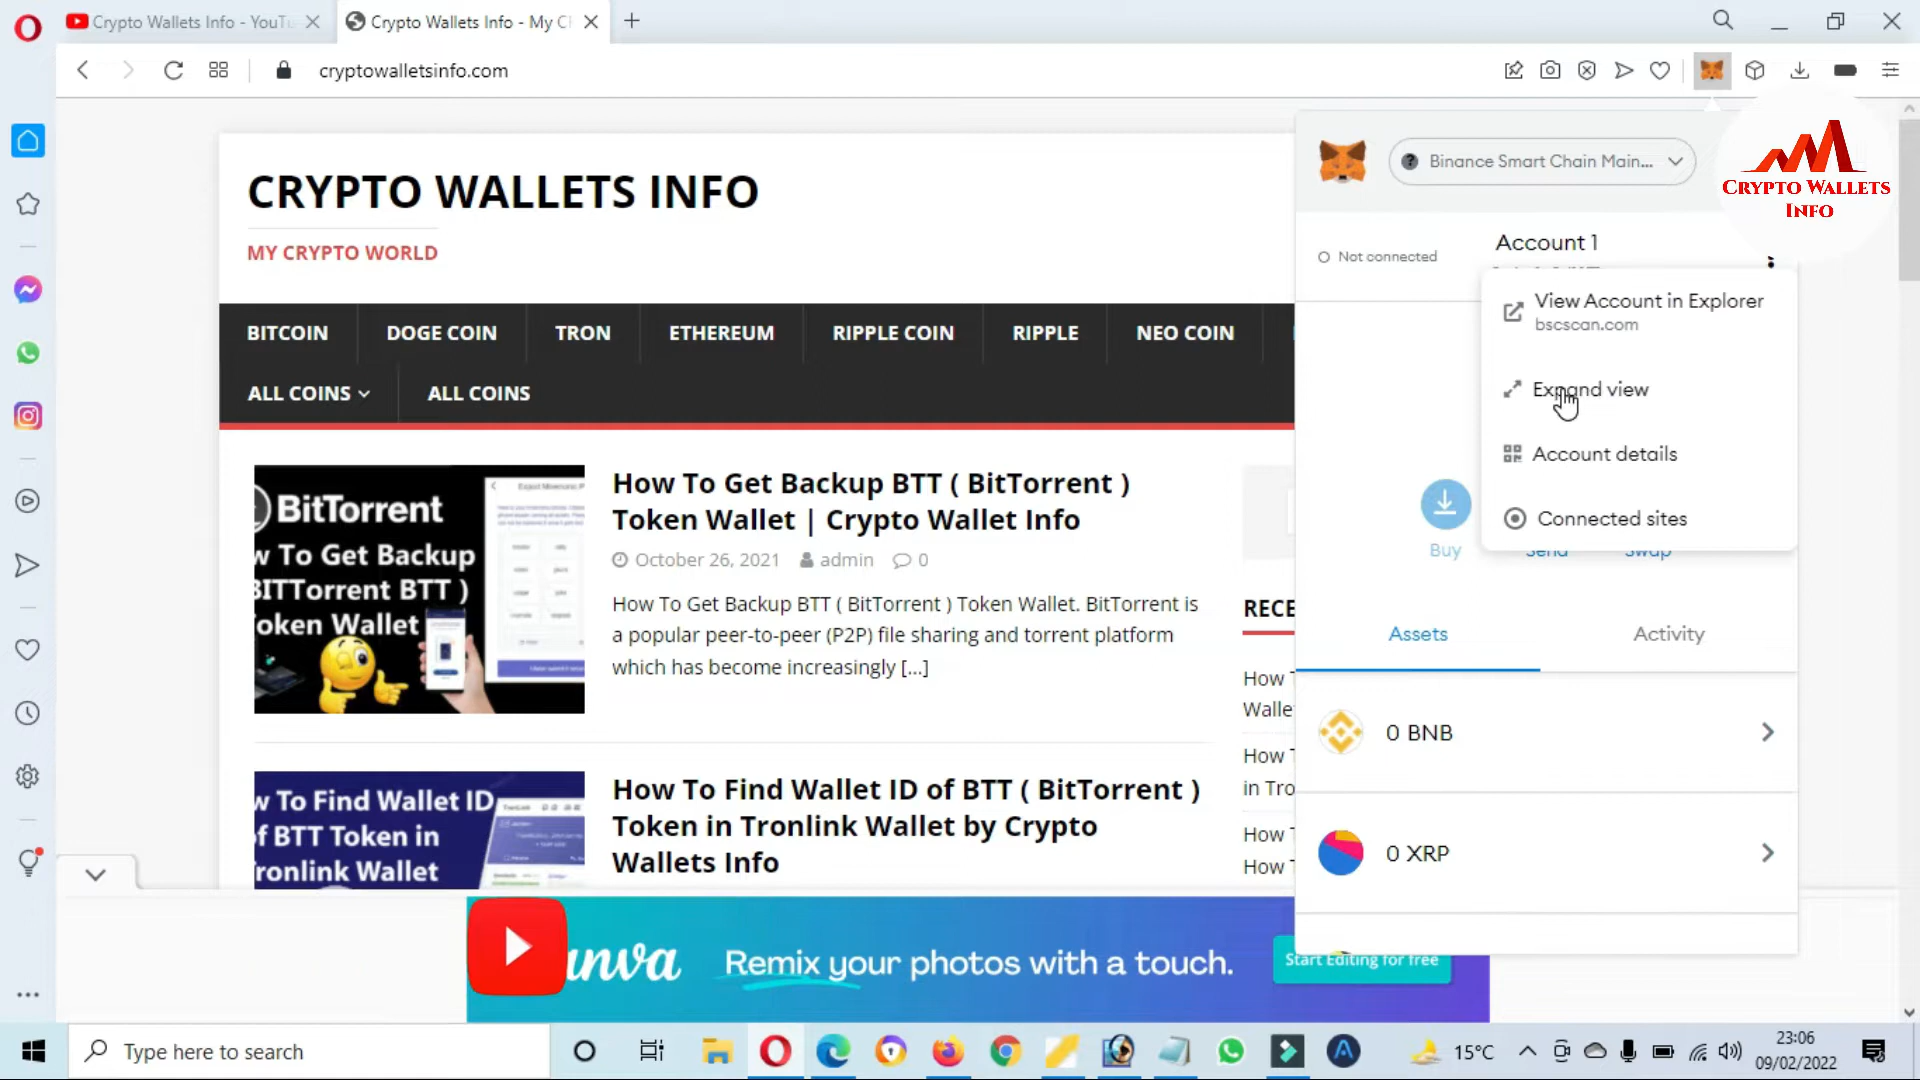 Crypto Wallets Info - YouTu
Crypto Wallets Info - My C
cryptowalletsinfo.com
CRYPTO WALLETS INFO
MY CRYPTO WORLD
BITCOIN
DOGE COIN
TRON
ETHEREUM
RIPPLE COIN
RIPPLE
NEO COIN
ALL COINS
ALL COINS
BitTorrent
w To Get Backup
BITTorrent BTT )
oken Wallet
How To Get Backup BTT ( BitTorrent )
Token Wallet | Crypto Wallet Info
October 26, 2021
admin
0
How To Get Backup BTT ( BitTorrent ) Token Wallet. BitTorrent is
a popular peer-to-peer (P2P) file sharing and torrent platform
which has become increasingly [...]
w To Find Wallet ID
of BTT Token in
ronlink Wallet
How To Find Wallet ID of BTT ( BitTorrent )
Token in Tronlink Wallet by Crypto
Wallets Info
RECE
How T
Walle
How T
in Tro
How T
How T
Binance Smart Chain Main...
CRYPTO WALLETS
INFO
Not connected
Account 1
View Account in Explorer
bscscan.com
Expand view
Account details
Connected sites
Buy
Send
Swap
Assets
Activity
0 BNB
0 XRP
anva
Remix your photos with a touch.
Start Editing for free
Type here to search
15°C
23:06
09/02/2022